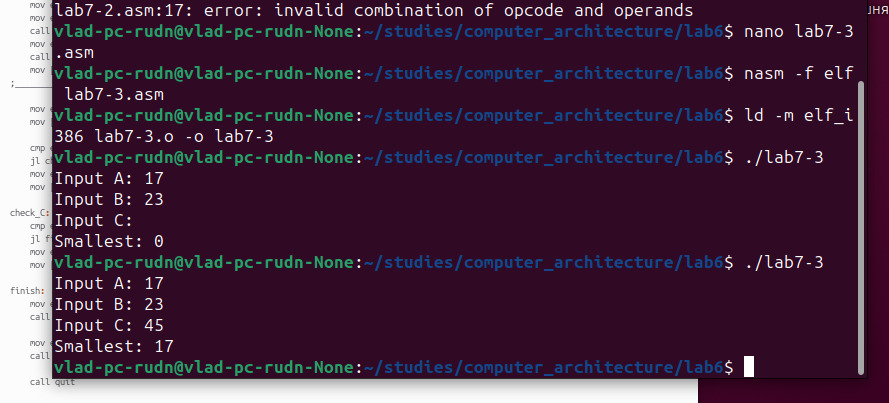 lab7-2.asm:17: error: invalid combination of opcode and operands
vlad-pc-rudn@vlad-pc-rudn-None:~/studies/computer_architecture/lab6$ nano lab7-3
.asm
vlad-pc-rudn@vlad-pc-rudn-None:~/studies/computer_architecture/lab6$ nasm -f elf
 lab7-3.asm
vlad-pc-rudn@vlad-pc-rudn-None:~/studies/computer_architecture/lab6$ ld -m elf_i
386 lab7-3.o -o lab7-3
vlad-pc-rudn@vlad-pc-rudn-None:~/studies/computer_architecture/lab6$ ./lab7-3
Input A: 17
Input B: 23
Input C:
Smallest: 0
vlad-pc-rudn@vlad-pc-rudn-None:~/studies/computer_architecture/lab6$ ./lab7-3
Input A: 17
Input B: 23
Input C: 45
Smallest: 17
vlad-pc-rudn@vlad-pc-rudn-None:~/studies/computer_architecture/lab6$
mov
mov
call
mov
call
mov
;
mov
mov
cmp
jl
mov
mov
check_C:
cmp
jl
mov
mov
finish:
mov
call
mov
call
call quit